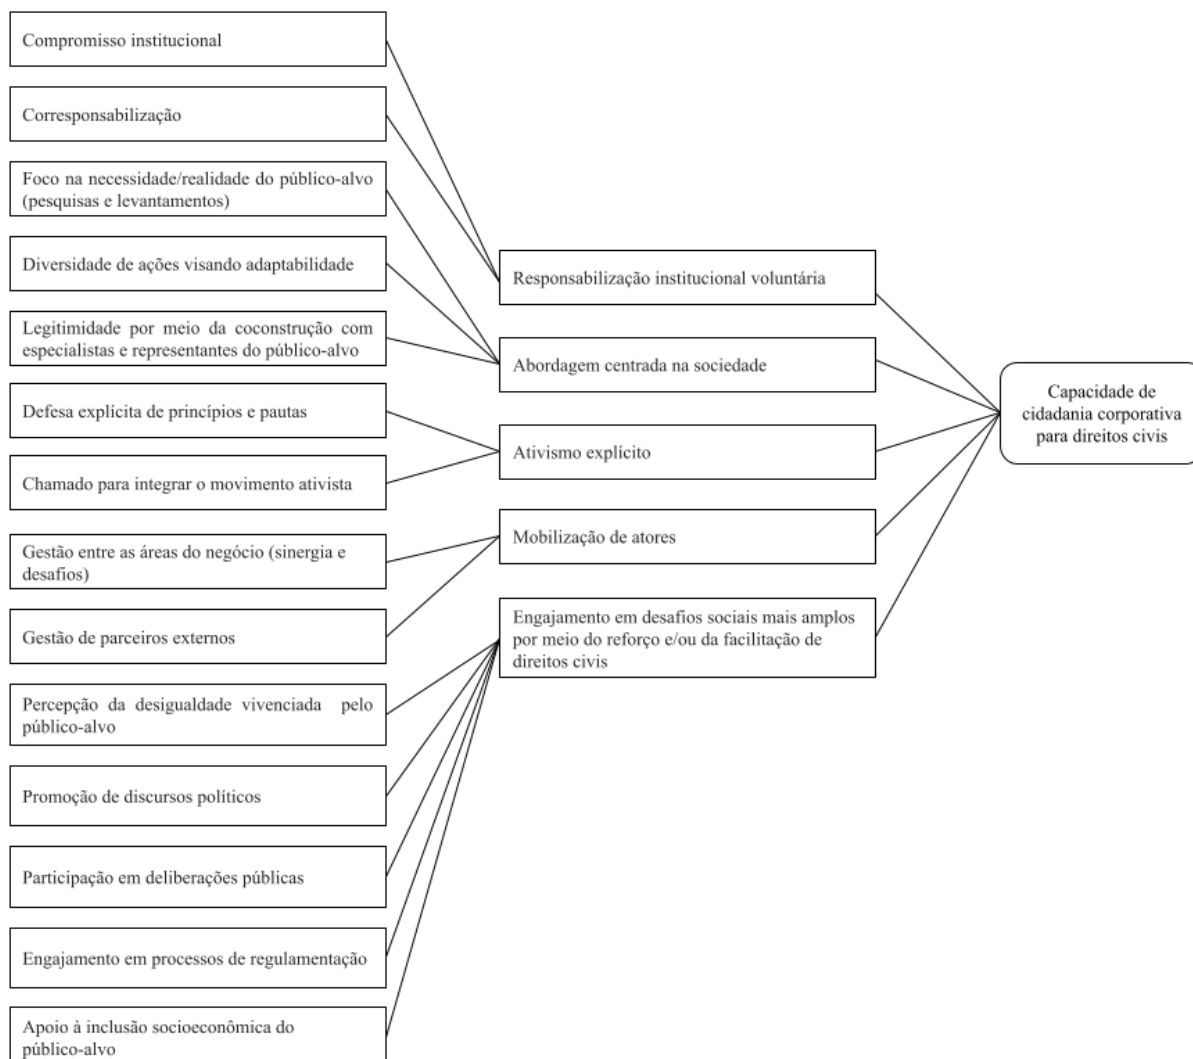 Compromisso institucional
Corresponsabilização
Foco na necessidade/realidade do público-alvo
(pesquisas e levantamentos)
Diversidade de ações visando adaptabilidade
Legitimidade por meio da coconstrução com
especialistas e representantes do público-alvo
Defesa explícita de princípios e pautas
Chamado para integrar o movimento ativista
Gestão entre as áreas do negócio (sinergia e
desafios)
Gestão de parceiros externos
Percepção da desigualdade vivenciada pelo
público-alvo
Promoção de discursos políticos
Participação em deliberações públicas
Engajamento em processos de regulamentação
Apoio à inclusão socioeconômica do
público-alvo
Responsabilização institucional voluntária
Abordagem centrada na sociedade
Ativismo explícito
Mobilização de atores
Engajamento em desafios sociais mais amplos
por meio do reforço e/ou da facilitação de
direitos civis
Capacidade de
cidadania corporativa
para direitos civis